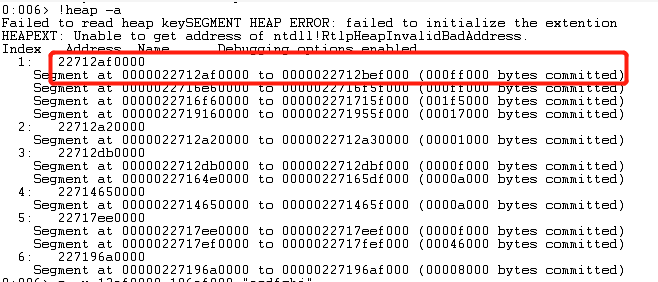 0:006> !heap -a
Failed to read heap keySEGMENT HEAP ERROR: failed to initialize the extention
HEAPEXT: Unable to get address of ntdll!RtlpHeapInvalidBadAddress.
Index   Address  Name      Debugging options enabled
  1:   22712af0000
    Segment at 0000022712af0000 to 0000022712bef000 (000ff000 bytes committed)
    Segment at 0000022716e60000 to 0000022716f5f000 (000ff000 bytes committed)
    Segment at 0000022716f60000 to 000002271715f000 (001f5000 bytes committed)
    Segment at 0000022719160000 to 000002271955f000 (00017000 bytes committed)
  2:   22712a20000
    Segment at 0000022712a20000 to 0000022712a30000 (00001000 bytes committed)
  3:   22712db0000
    Segment at 0000022712db0000 to 0000022712dbf000 (0000f000 bytes committed)
    Segment at 00000227164e0000 to 00000227165df000 (0000a000 bytes committed)
  4:   22714650000
    Segment at 0000022714650000 to 000002271465f000 (0000a000 bytes committed)
  5:   22717ee0000
    Segment at 0000022717ee0000 to 0000022717eef000 (0000f000 bytes committed)
    Segment at 0000022717ef0000 to 0000022717fef000 (00046000 bytes committed)
  6:   227196a0000
    Segment at 00000227196a0000 to 00000227196af000 (00008000 bytes committed)